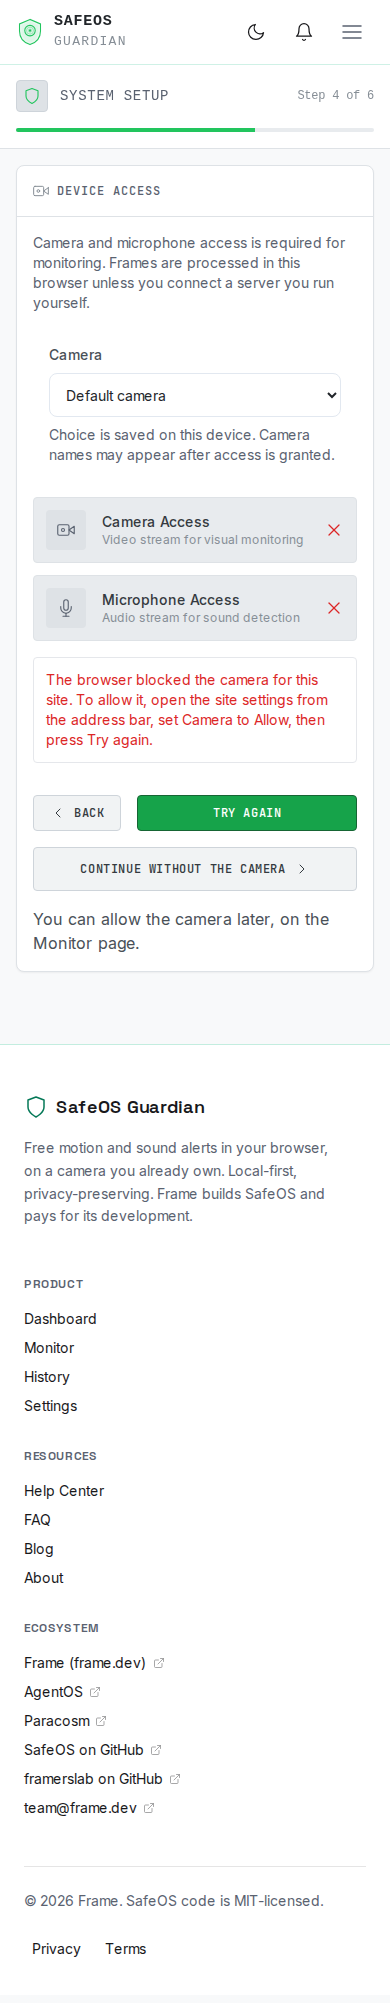 SAFEOS
GUARDIAN
SYSTEM SETUP
Step 4 of 6
DEVICE ACCESS
Camera and microphone access is required for
monitoring. Frames are processed in this
browser unless you connect a server you run
yourself.
Camera
Default camera
Choice is saved on this device. Camera
names may appear after access is granted.
Camera Access
Video stream for visual monitoring
Microphone Access
Audio stream for sound detection
The browser blocked the camera for this
site. To allow it, open the site settings from
the address bar, set Camera to Allow, then
press Try again.
BACK
TRY AGAIN
CONTINUE WITHOUT THE CAMERA
You can allow the camera later, on the
Monitor page.
SafeOS Guardian
Free motion and sound alerts in your browser,
on a camera you already own. Local-first,
privacy-preserving. Frame builds SafeOS and
pays for its development.
PRODUCT
Dashboard
Monitor
History
Settings
RESOURCES
Help Center
FAQ
Blog
About
ECOSYSTEM
Frame (frame.dev)
AgentOS
Paracosm
SafeOS on GitHub
framerslab on GitHub
team@frame.dev
© 2026 Frame. SafeOS code is MIT-licensed.
Privacy
Terms